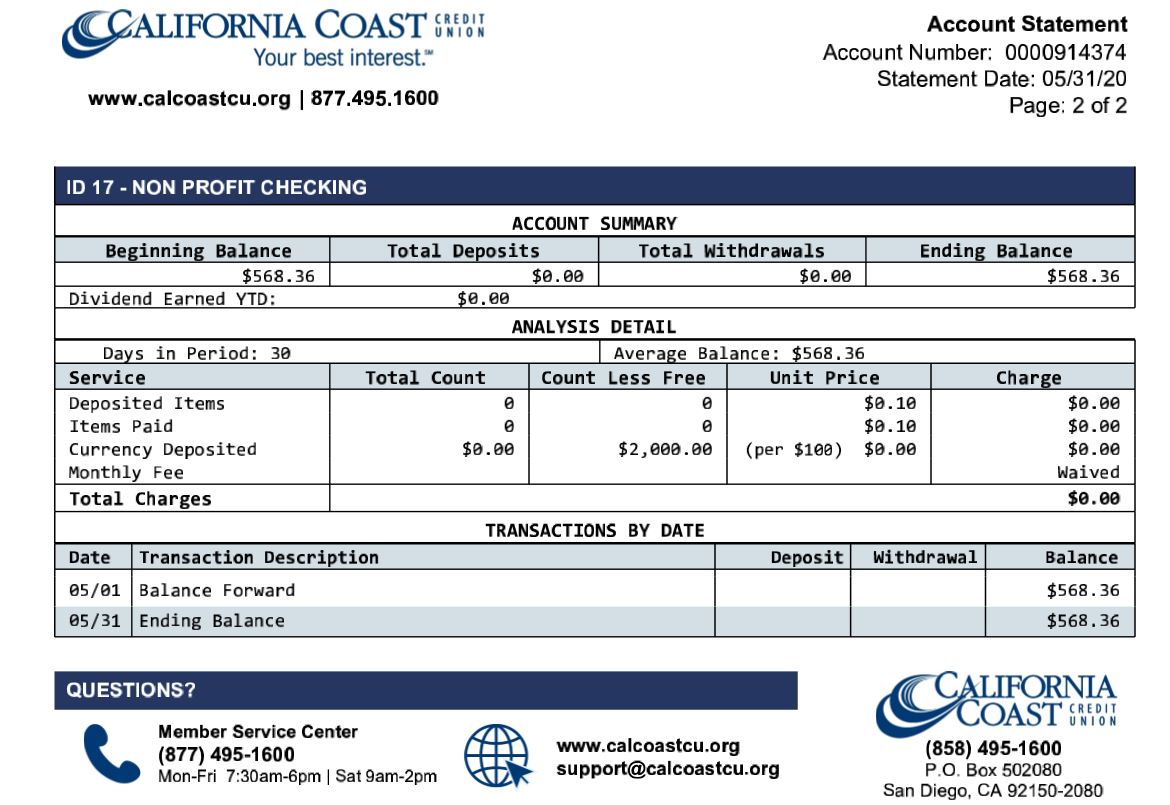 CALIFORNIA COAST CREDIT UNION
Your best interest.℠
www.calcoastcu.org | 877.495.1600
Account Statement
Account Number: 0000914374
Statement Date: 05/31/20
Page: 2 of 2
ID 17 - NON PROFIT CHECKING
ACCOUNT SUMMARY
Beginning Balance Total Deposits Total Withdrawals Ending Balance
$568.36 $0.00 $0.00 $568.36
Dividend Earned YTD: $0.00
ANALYSIS DETAIL
Days in Period: 30 Average Balance: $568.36
Service Total Count Count Less Free Unit Price Charge
Deposited Items 0 0 $0.10 $0.00
Items Paid 0 0 $0.10 $0.00
Currency Deposited $0.00 $2,000.00 (per $100) $0.00 $0.00
Monthly Fee Waived
Total Charges $0.00
TRANSACTIONS BY DATE
Date Transaction Description Deposit Withdrawal Balance
05/01 Balance Forward $568.36
05/31 Ending Balance $568.36
QUESTIONS?
Member Service Center
(877) 495-1600
Mon-Fri 7:30am-6pm | Sat 9am-2pm
www.calcoastcu.org
support@calcoastcu.org
CALIFORNIA
COAST CREDIT UNION
(858) 495-1600
P.O. Box 502080
San Diego, CA 92150-2080